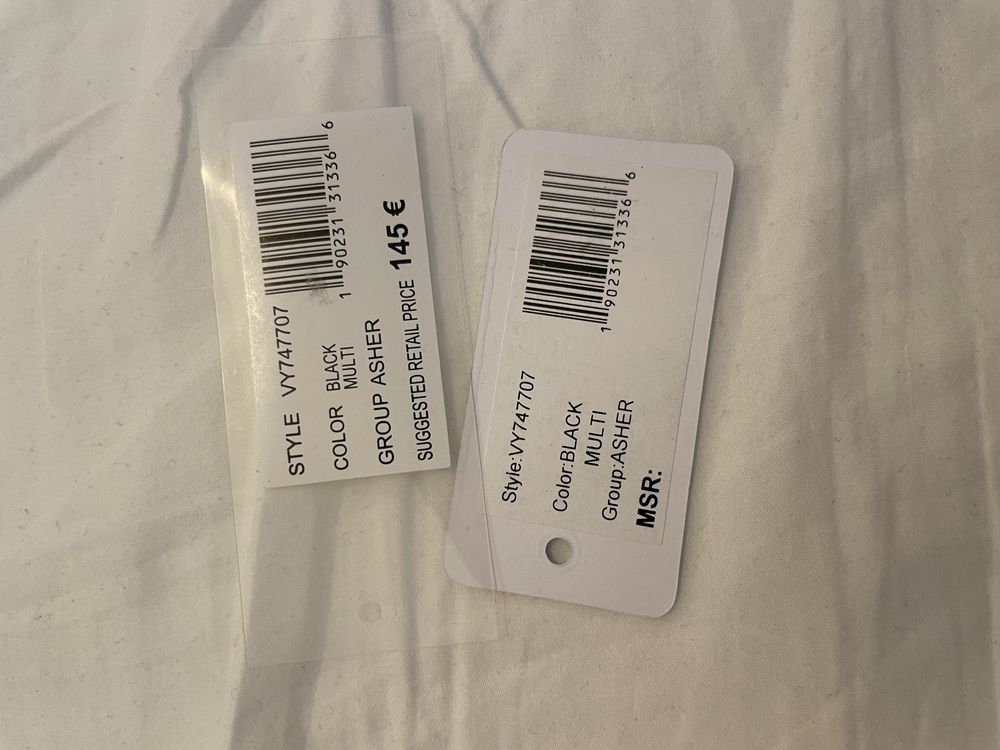 STYLE VY747707
COLOR BLACK
MULTI
GROUP ASHER
SUGGESTED RETAIL PRICE 145 €
1 90231 31336 6
Style:VY747707
Color:BLACK
MULTI
Group:ASHER
MSR:
1 90231 31336 6